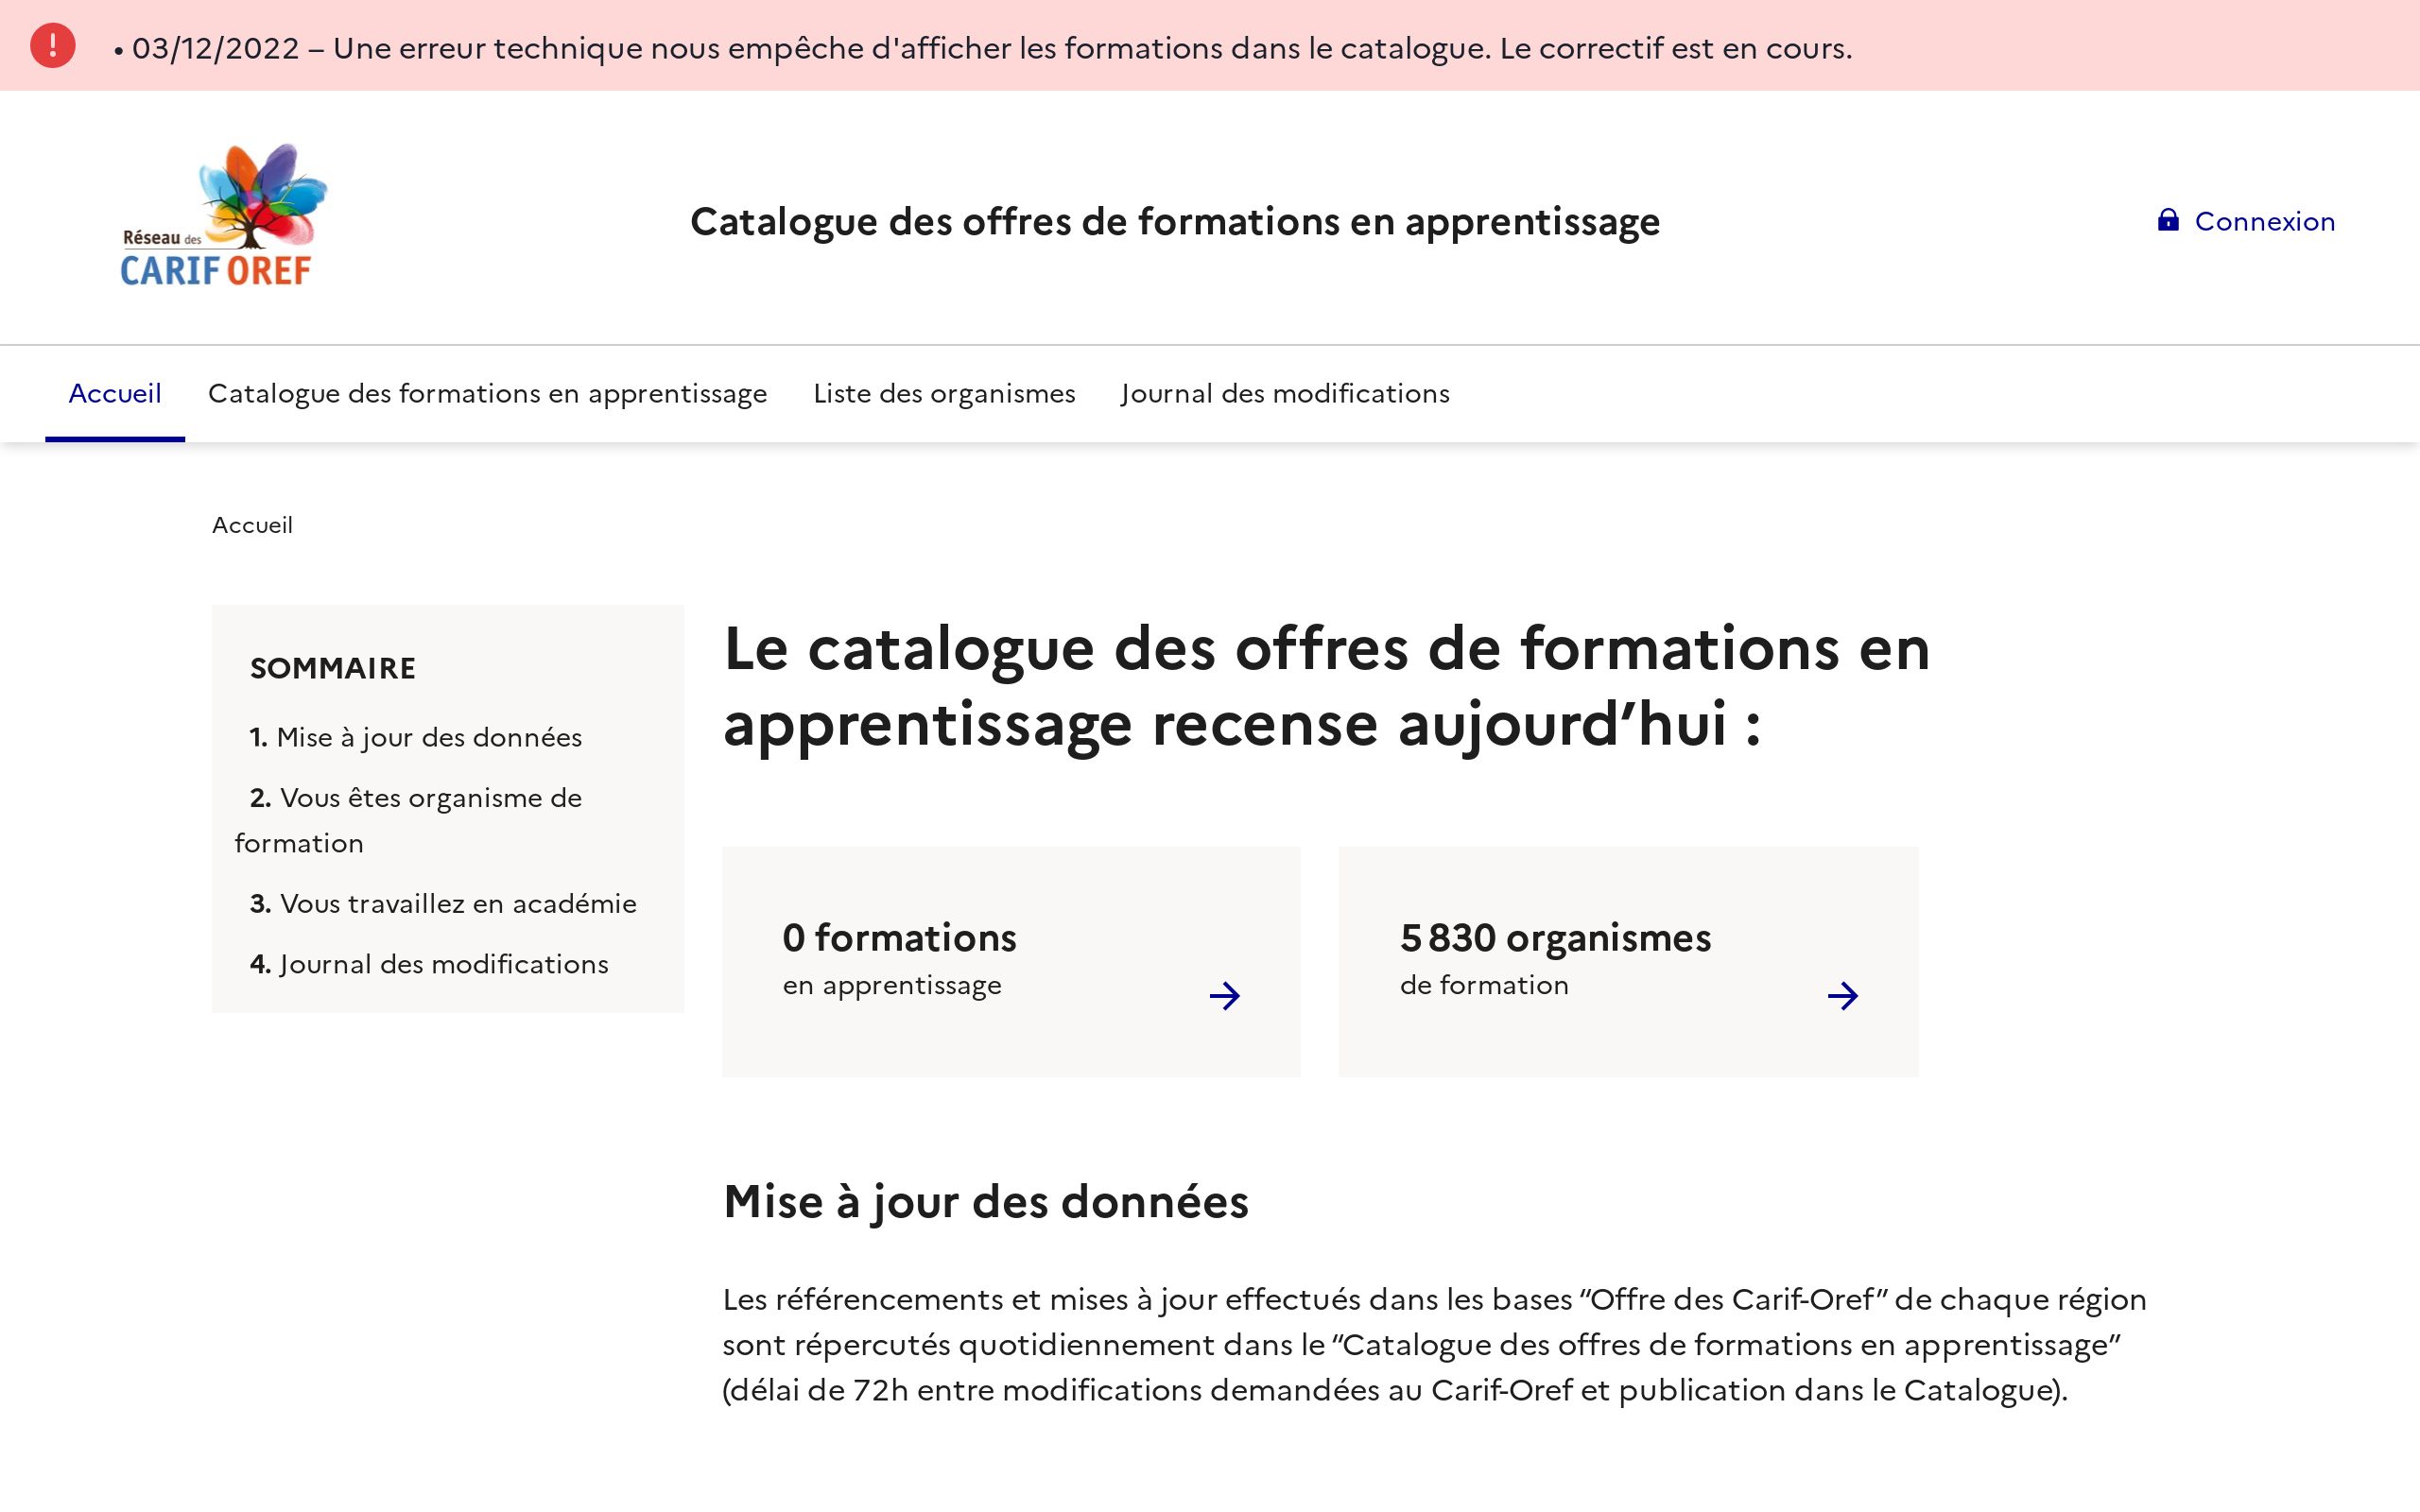 • 03/12/2022 – Une erreur technique nous empêche d'afficher les formations dans le catalogue. Le correctif est en cours.
Réseau des
CARIF OREF
Catalogue des offres de formations en apprentissage
Connexion
Accueil
Catalogue des formations en apprentissage
Liste des organismes
Journal des modifications
Accueil
SOMMAIRE
1. Mise à jour des données
2. Vous êtes organisme de
formation
3. Vous travaillez en académie
4. Journal des modifications
Le catalogue des offres de formations en
apprentissage recense aujourd’hui :
0 formations
en apprentissage
5 830 organismes
de formation
Mise à jour des données
Les référencements et mises à jour effectués dans les bases “Offre des Carif-Oref” de chaque région
sont répercutés quotidiennement dans le “Catalogue des offres de formations en apprentissage”
(délai de 72h entre modifications demandées au Carif-Oref et publication dans le Catalogue).